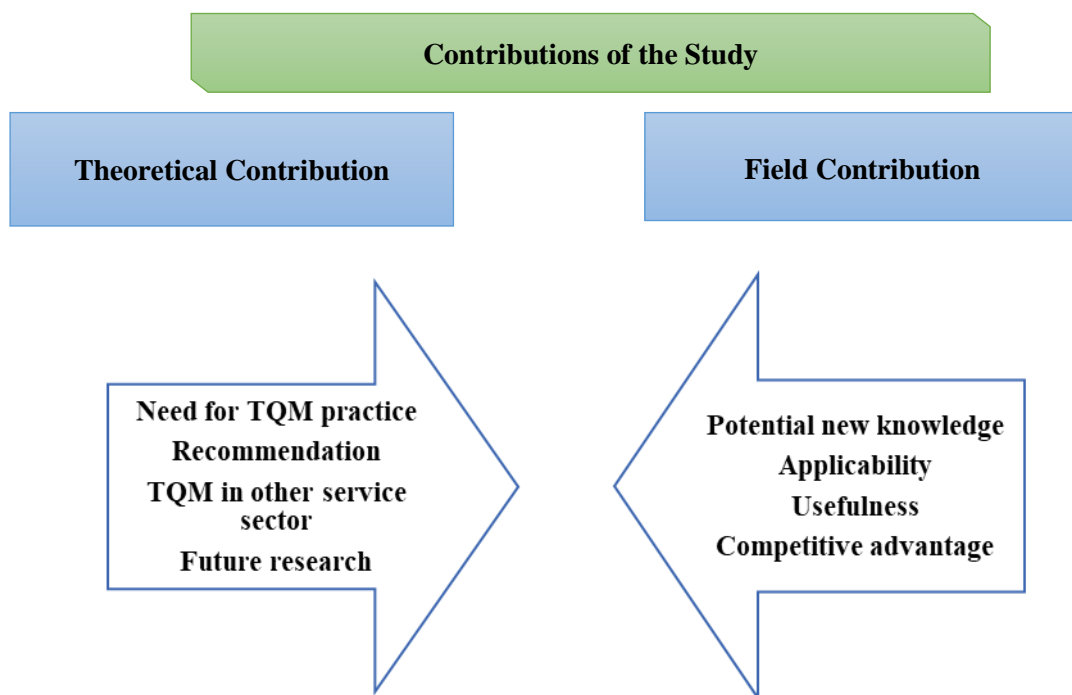 Contributions of the Study
Theoretical Contribution
Field Contribution
Need for TQM practice
Recommendation
TQM in other service
sector
Future research
Potential new knowledge
Applicability
Usefulness
Competitive advantage